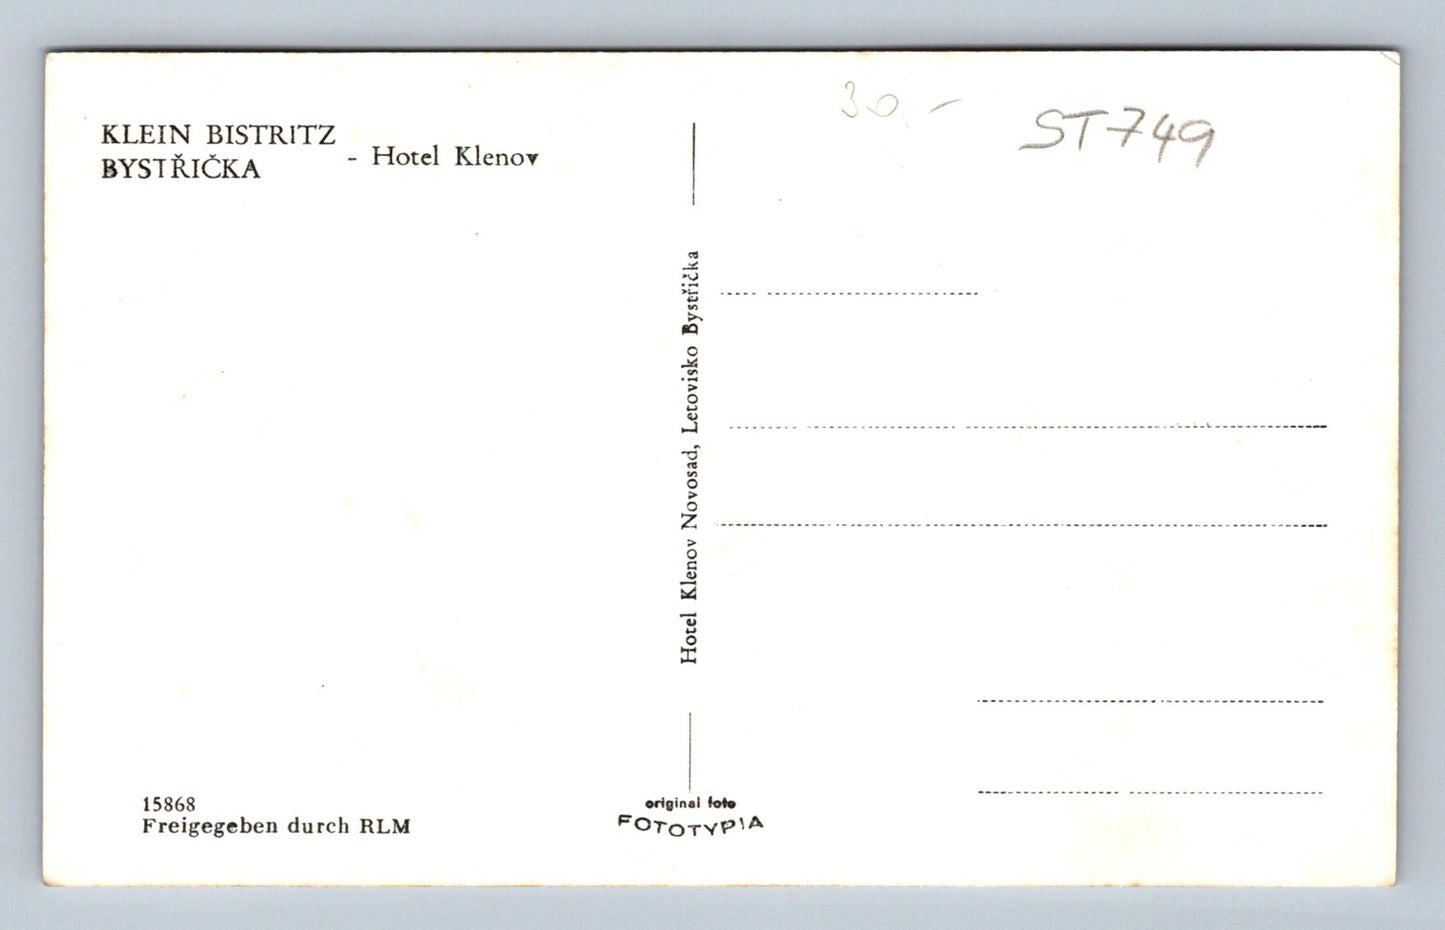 KLEIN BISTRITZ
BYSTŘIČKA
- Hotel Klenov
30.-
ST749
Hotel Klenov Novosad, Letovisko Bystřička
15868
Freigegeben durch RLM
original foto
FOTOTYPIA